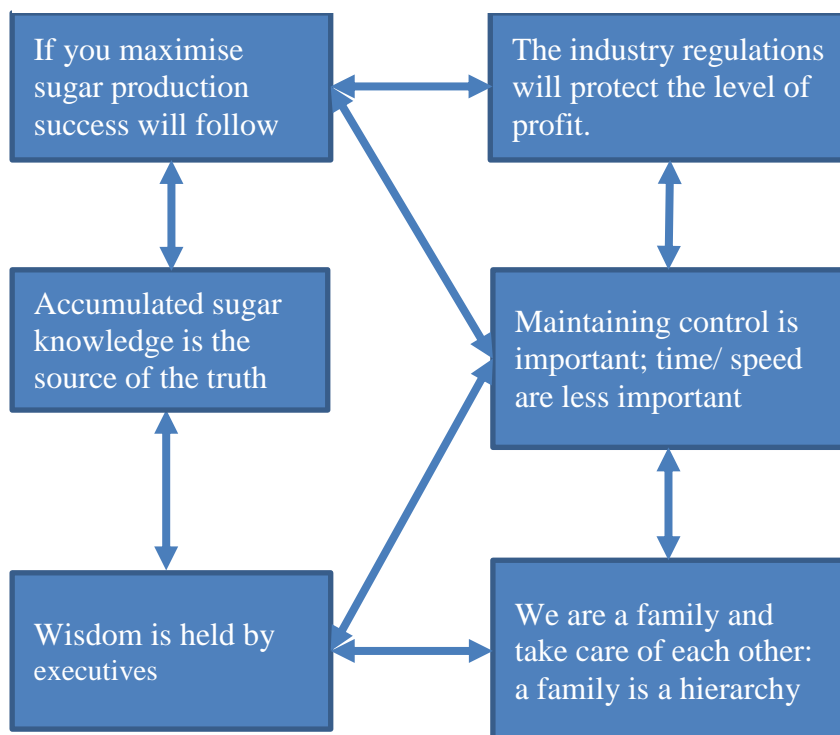 If you maximise
sugar production
success will follow
The industry regulations
will protect the level of
profit.
Accumulated sugar
knowledge is the
source of the truth
Maintaining control is
important; time/ speed
are less important
Wisdom is held by
executives
We are a family and
take care of each other:
a family is a hierarchy